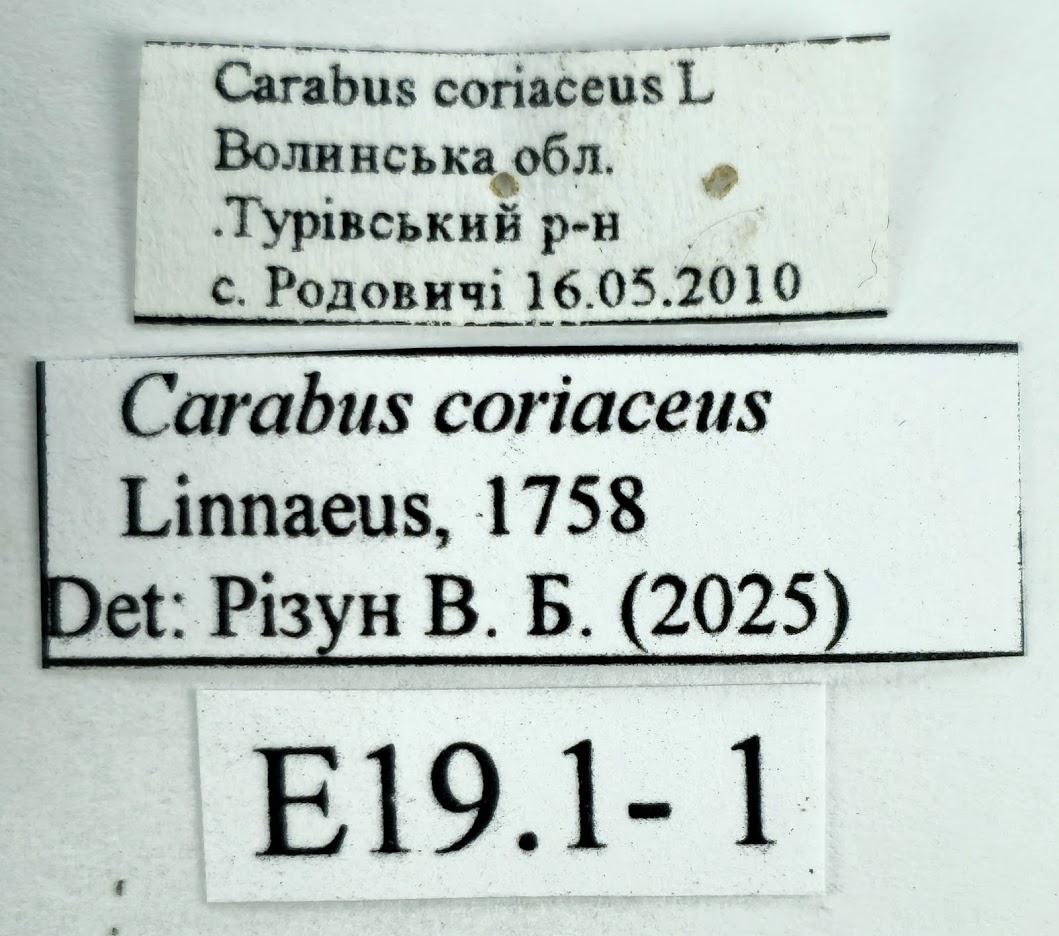 Carabus coriaceus L
Волинська обл.
.Турівський р-н
с. Родовичі 16.05.2010
Carabus coriaceus
Linnaeus, 1758
Det: Різун В. Б. (2025)
E19.1- 1